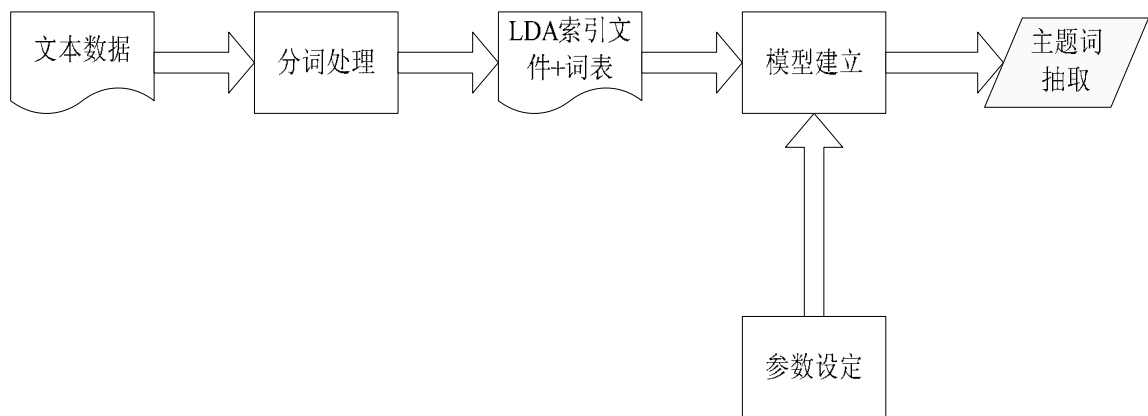 文本数据
分词处理
LDA索引文
件+词表
模型建立
主题词
抽取
参数设定